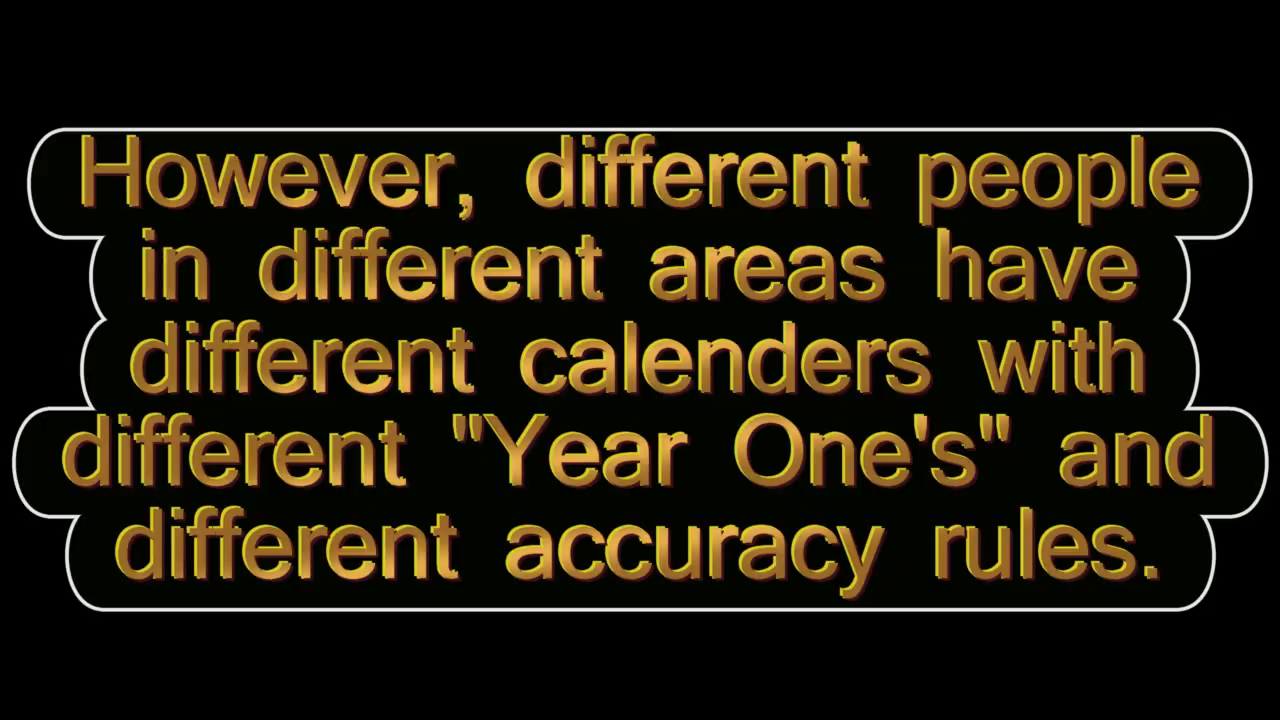 However, different people
in different areas have
different calenders with
different "Year One's" and
different accuracy rules.